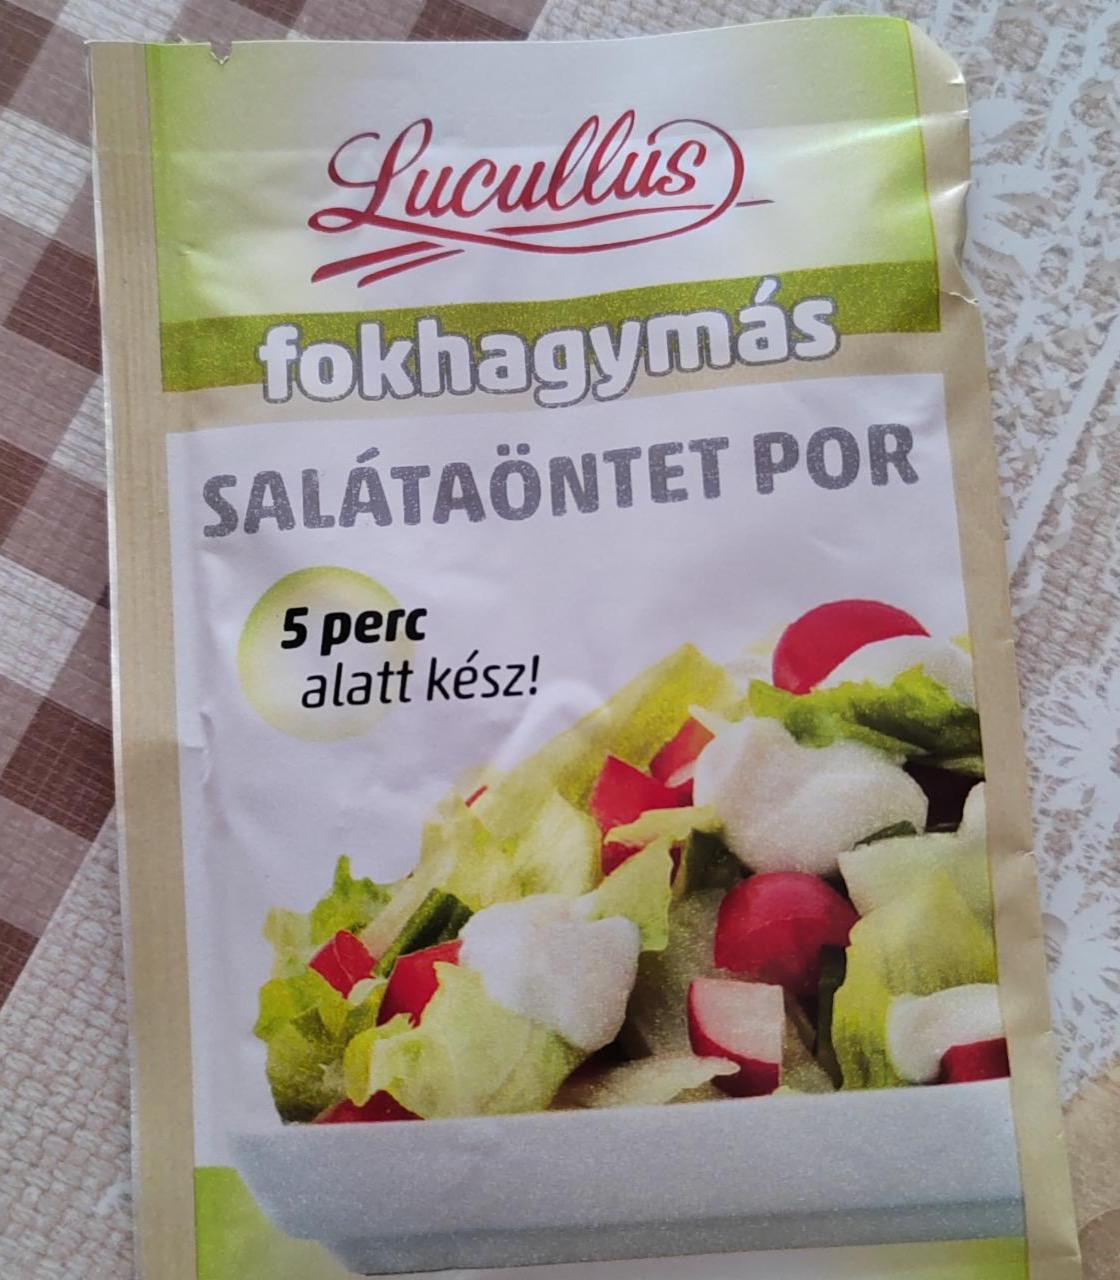 Lucullus
fokhagymás
SALÁTAÖNTET POR
5 perc
alatt kész!